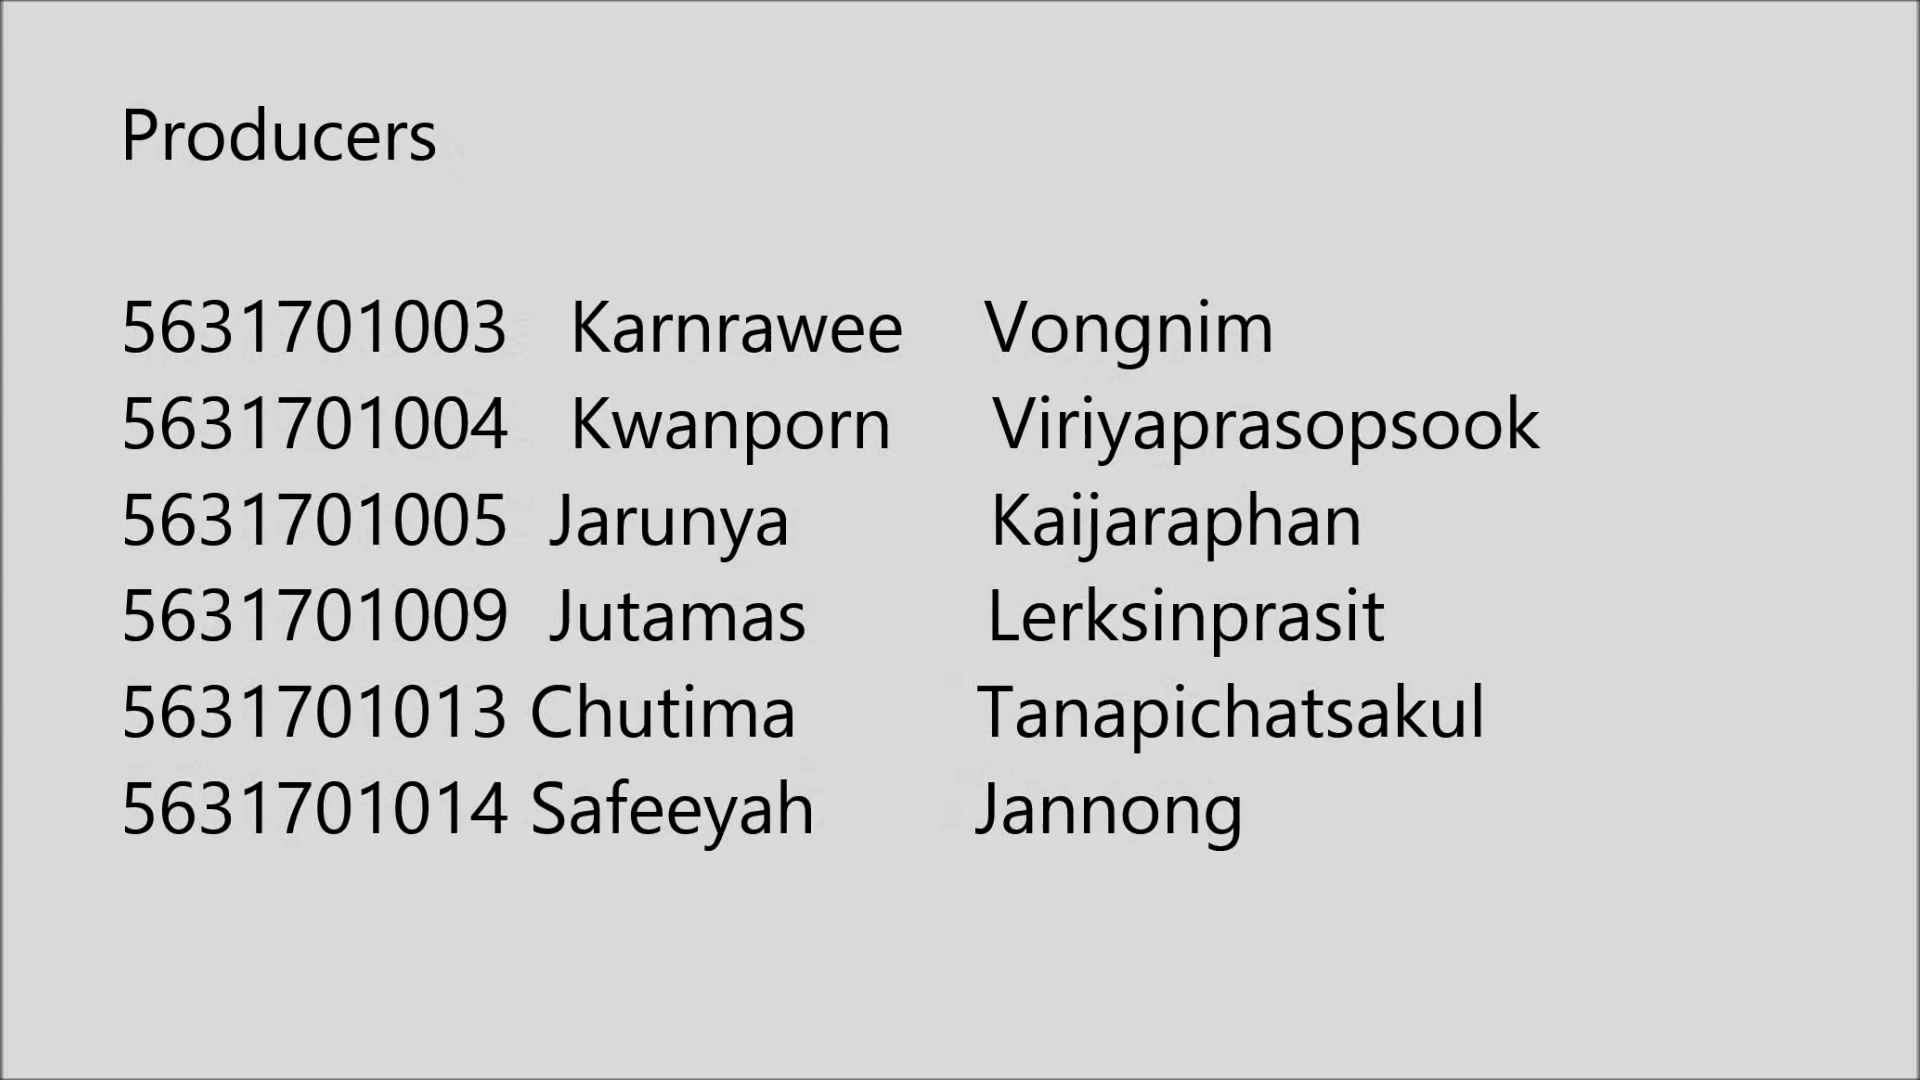 Producers
5631701003 Karnrawee Vongnim
5631701004 Kwanporn Viriyaprasopsook
5631701005 Jarunya Kaijaraphan
5631701009 Jutamas Lerksinprasit
5631701013 Chutima Tanapichatsakul
5631701014 Safeeyah Jannong